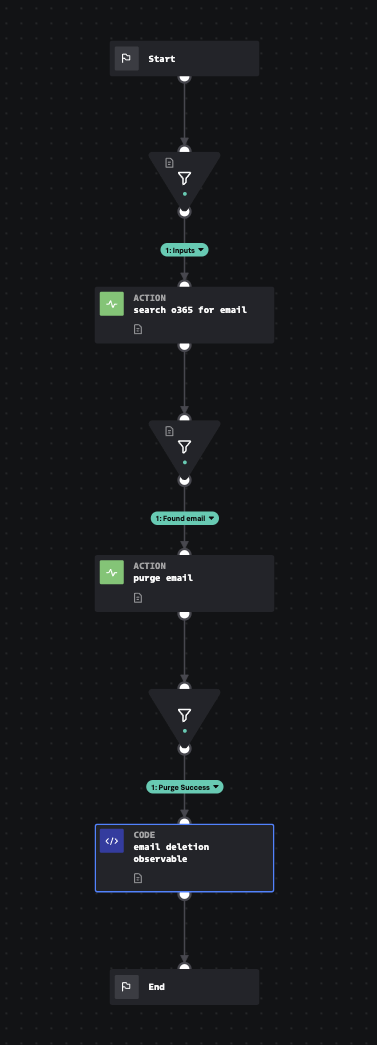 Start
1: Inputs
ACTION
search o365 for email
1: Found email
ACTION
purge email
1: Purge Success
</>
CODE
email deletion
observable
End